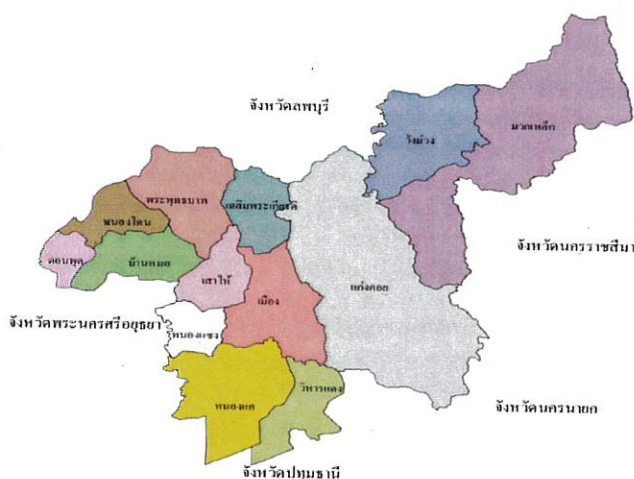 จังหวัดลพบุรี
มวกเหล็ก
วังม่วง
พระพุทธบาท
เฉลิมพระเกียรติ
หนองโดน
จังหวัดนครราชสีมา
ดอนพุด
บ้านหมอ
เสาไห้
แก่งคอย
เมือง
จังหวัดพระนครศรีอยุธยา
หนองแซง
วิหารแดง
หนองแค
จังหวัดนครนายก
จังหวัดปทุมธานี